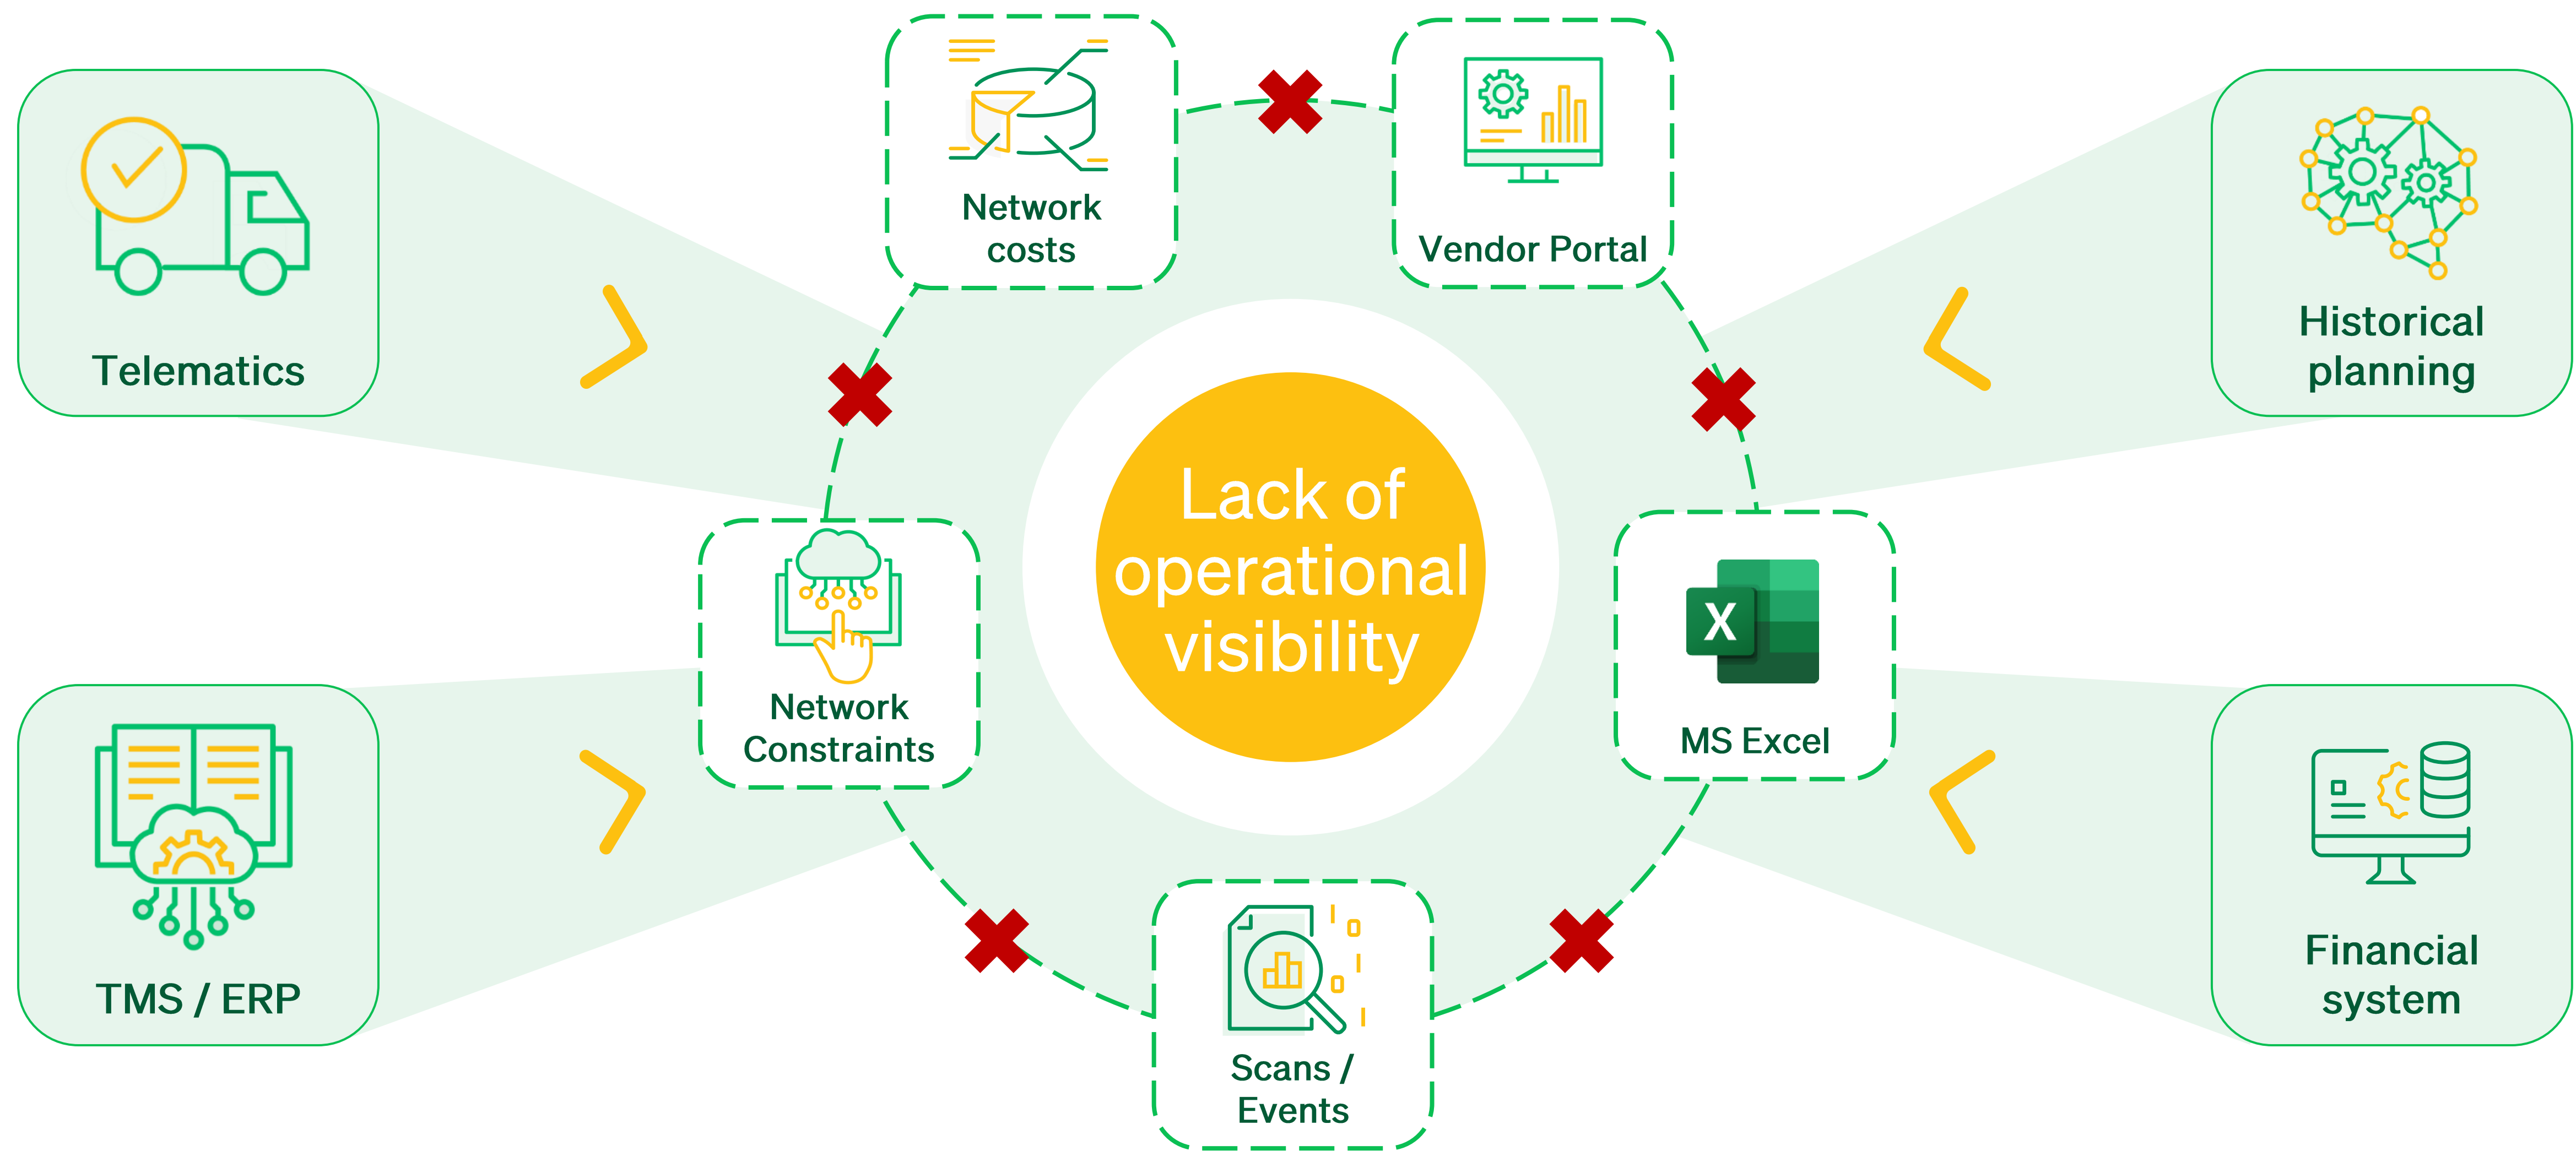 Network
costs
Vendor Portal
Telematics
Historical
planning
Lack of
operational
visibility
X
Network
Constraints
MS Excel
TMS / ERP
Financial
system
Scans /
Events